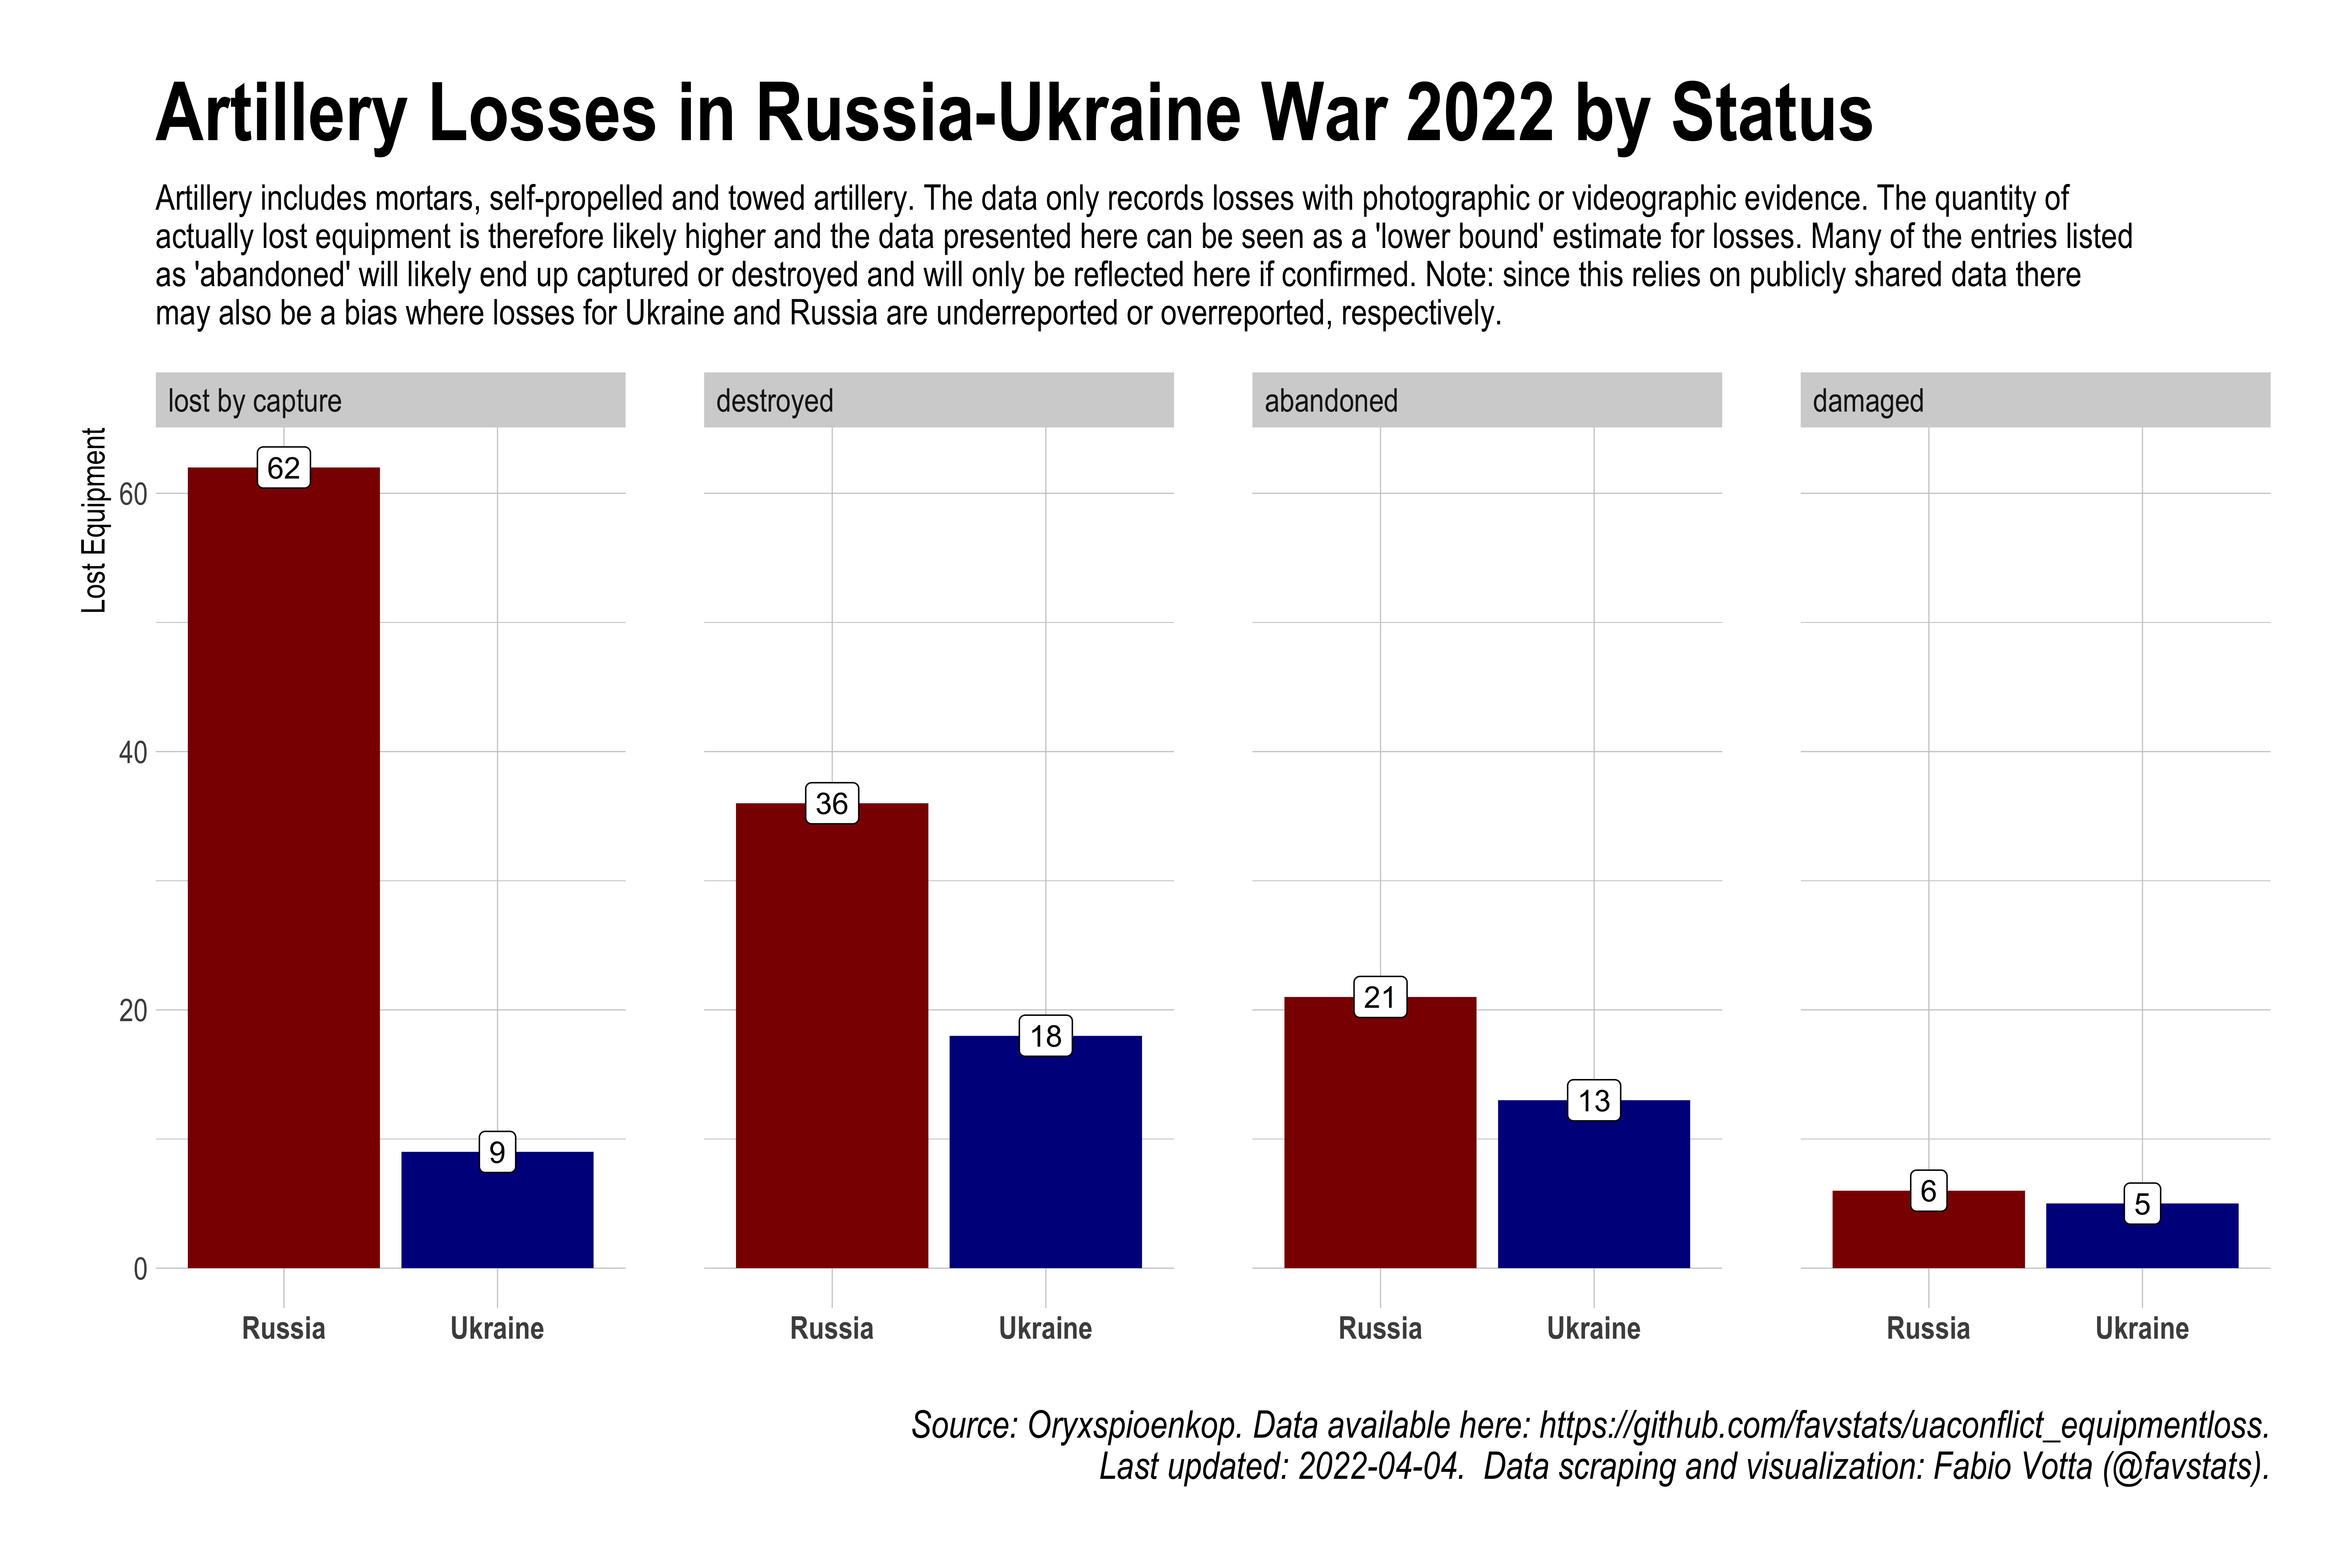 Artillery Losses in Russia-Ukraine War 2022 by Status
Artillery includes mortars, self-propelled and towed artillery. The data only records losses with photographic or videographic evidence. The quantity of
actually lost equipment is therefore likely higher and the data presented here can be seen as a 'lower bound' estimate for losses. Many of the entries listed
as 'abandoned' will likely end up captured or destroyed and will only be reflected here if confirmed. Note: since this relies on publicly shared data there
may also be a bias where losses for Ukraine and Russia are underreported or overreported, respectively.
lost by capture
destroyed
abandoned
damaged
Lost Equipment
60
40
20
0
62
9
36
18
21
13
6
5
Russia
Ukraine
Russia
Ukraine
Russia
Ukraine
Russia
Ukraine
Source: Oryxspioenkop. Data available here: https://github.com/favstats/uaconflict_equipmentloss.
Last updated: 2022-04-04.  Data scraping and visualization: Fabio Votta (@favstats).